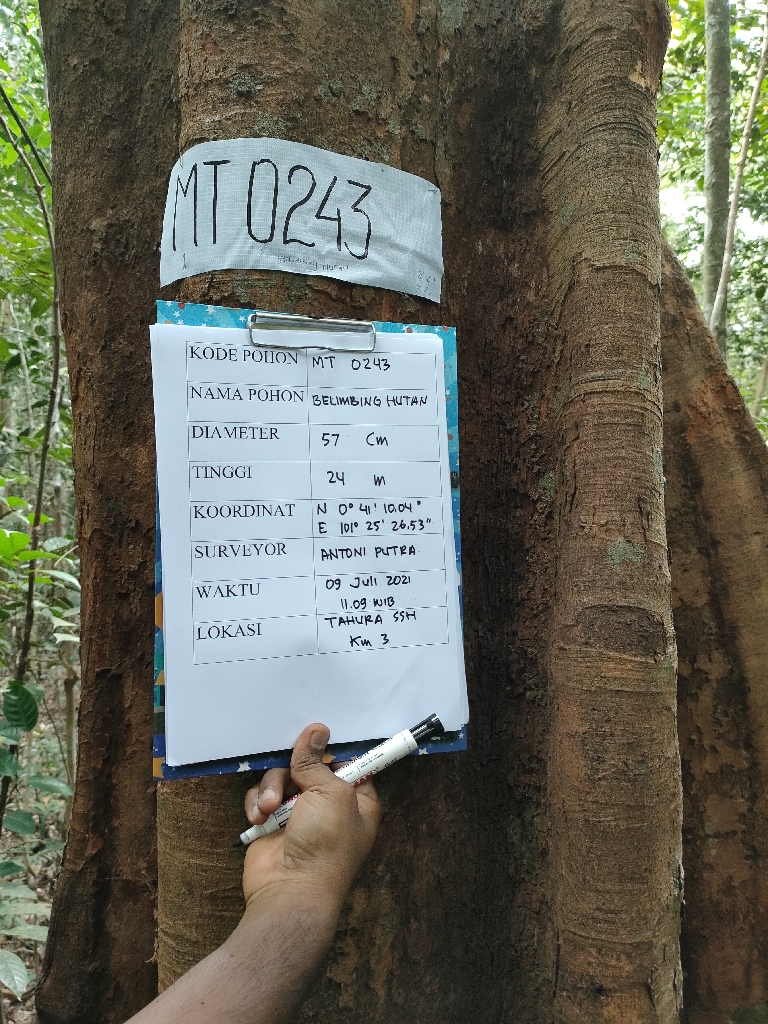 MT 0243
KODE POHON MT 0243
NAMA POHON BELIMBING HUTAN
DIAMETER 57 Cm
TINGGI 24 m
KOORDINAT N 0° 41' 10.04"
E 101° 25' 26.53"
SURVEYOR ANTONI PUTRA
WAKTU 09 Juli 2021
11.09 WIB
LOKASI TAHURA SSH
Km 3